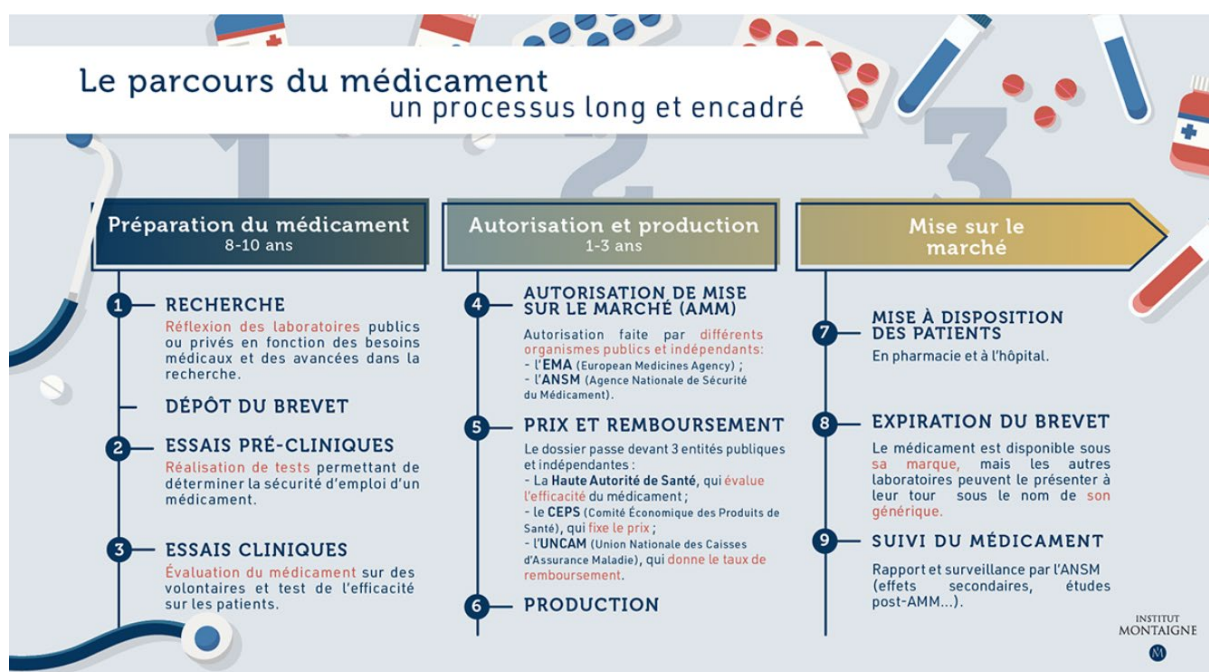 Le parcours du médicament
un processus long et encadré
1
2
3
Préparation du médicament
8-10 ans
1
RECHERCHE
Réflexion des laboratoires publics
ou privés en fonction des besoins
médicaux et des avancées dans la
recherche.
DÉPÔT DU BREVET
2
ESSAIS PRÉ-CLINIQUES
Réalisation de tests permettant de
déterminer la sécurité d'emploi d'un
médicament.
3
ESSAIS CLINIQUES
Évaluation du médicament sur des
volontaires et test de l'efficacité
sur les patients.
Autorisation et production
1-3 ans
4
AUTORISATION DE MISE
SUR LE MARCHÉ (AMM)
Autorisation faite par différents
organismes publics et indépendants:
- l'EMA (European Medicines Agency) ;
- l'ANSM (Agence Nationale de Sécurité
du Médicament).
5
PRIX ET REMBOURSEMENT
Le dossier passe devant 3 entités publiques
et indépendantes :
- La Haute Autorité de Santé, qui évalue
l'efficacité du médicament ;
- le CEPS (Comité Économique des Produits de
Santé), qui fixe le prix ;
- l'UNCAM (Union Nationale des Caisses
d'Assurance Maladie), qui donne le taux de
remboursement.
6
PRODUCTION
Mise sur le
marché
7
MISE À DISPOSITION
DES PATIENTS
En pharmacie et à l'hôpital.
8
EXPIRATION DU BREVET
Le médicament est disponible sous
sa marque, mais les autres
laboratoires peuvent le présenter à
leur tour sous le nom de son
générique.
9
SUIVI DU MÉDICAMENT
Rapport et surveillance par l'ANSM
(effets secondaires, études
post-AMM...).
INSTITUT
MONTAIGNE
M